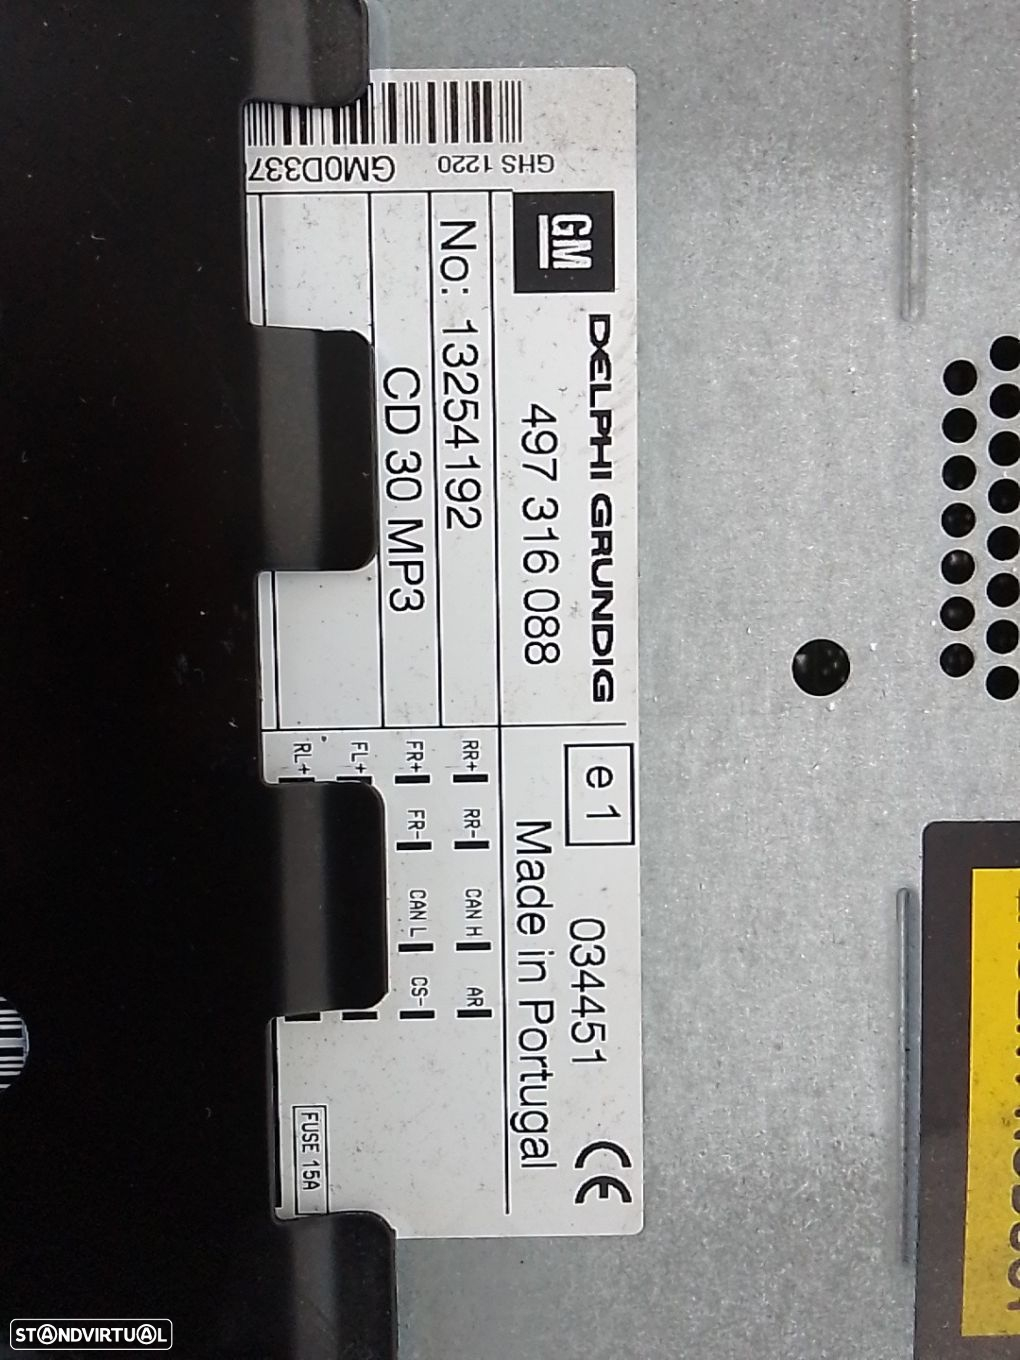 GHS 1220
GM0D337
GM
DELPHI GRUNDIG
497 316 088
No: 13254192
CD 30 MP3
e1
034451
CE
Made in Portugal
RR+ RR- CAN H AR
FR+ FR- CAN L CS-
FL+
RL+
FUSE 15A
STANDVIRTUAL